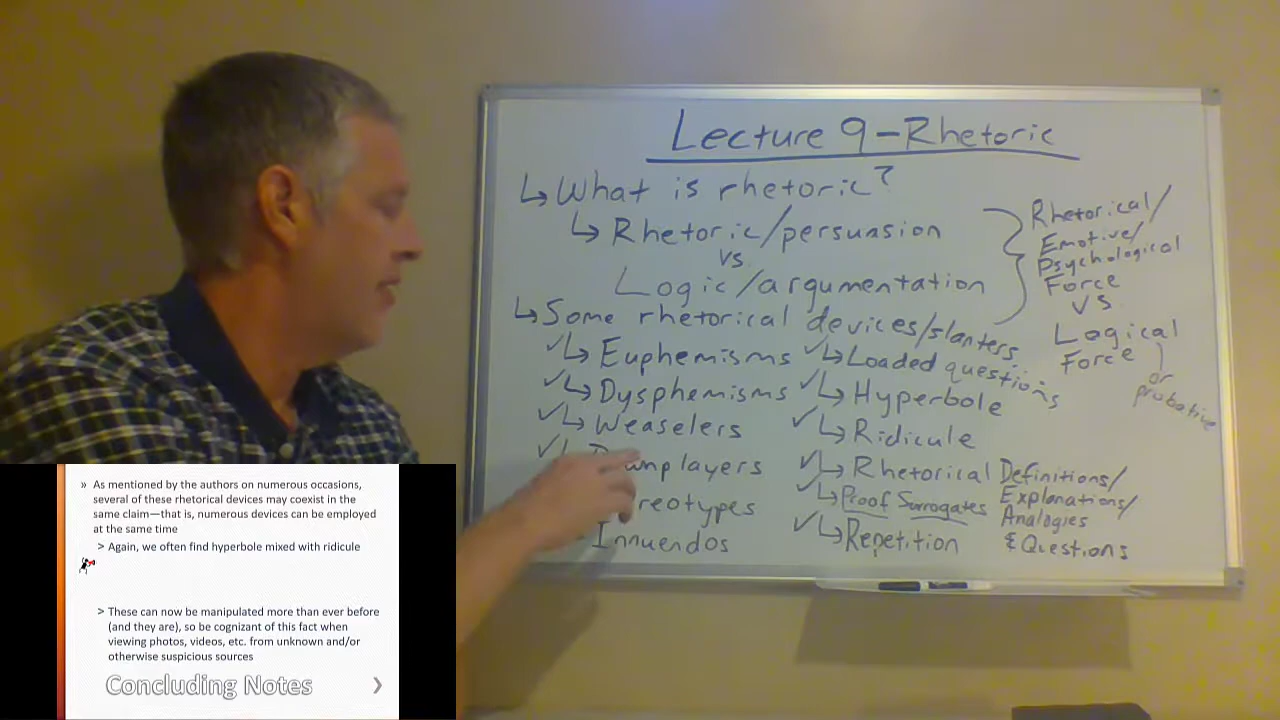 Lecture 9-Rhetoric
↳What is rhetoric?
↳ Rhetoric/persuasion
vs.
Logic/argumentation
Rhetorical/
Emotive/
Psychological
Force
vs.
Logical
Force
or
probative
↳Some rhetorical devices/slanters
✓↳Euphemisms
✓↳Dysphemisms
✓↳Weaselers
nplayers
reotypes
Innuendos
✓↳Loaded questions
✓↳Hyperbole
✓↳Ridicule
✓↳Rhetorical Definitions/
Explanations/
Analogies
& Questions
✓↳Proof Surrogates
✓↳Repetition
» As mentioned by the authors on numerous occasions,
several of these rhetorical devices may coexist in the
same claim—that is, numerous devices can be employed
at the same time
> Again, we often find hyperbole mixed with ridicule
> These can now be manipulated more than ever before
(and they are), so be cognizant of this fact when
viewing photos, videos, etc. from unknown and/or
otherwise suspicious sources
Concluding Notes